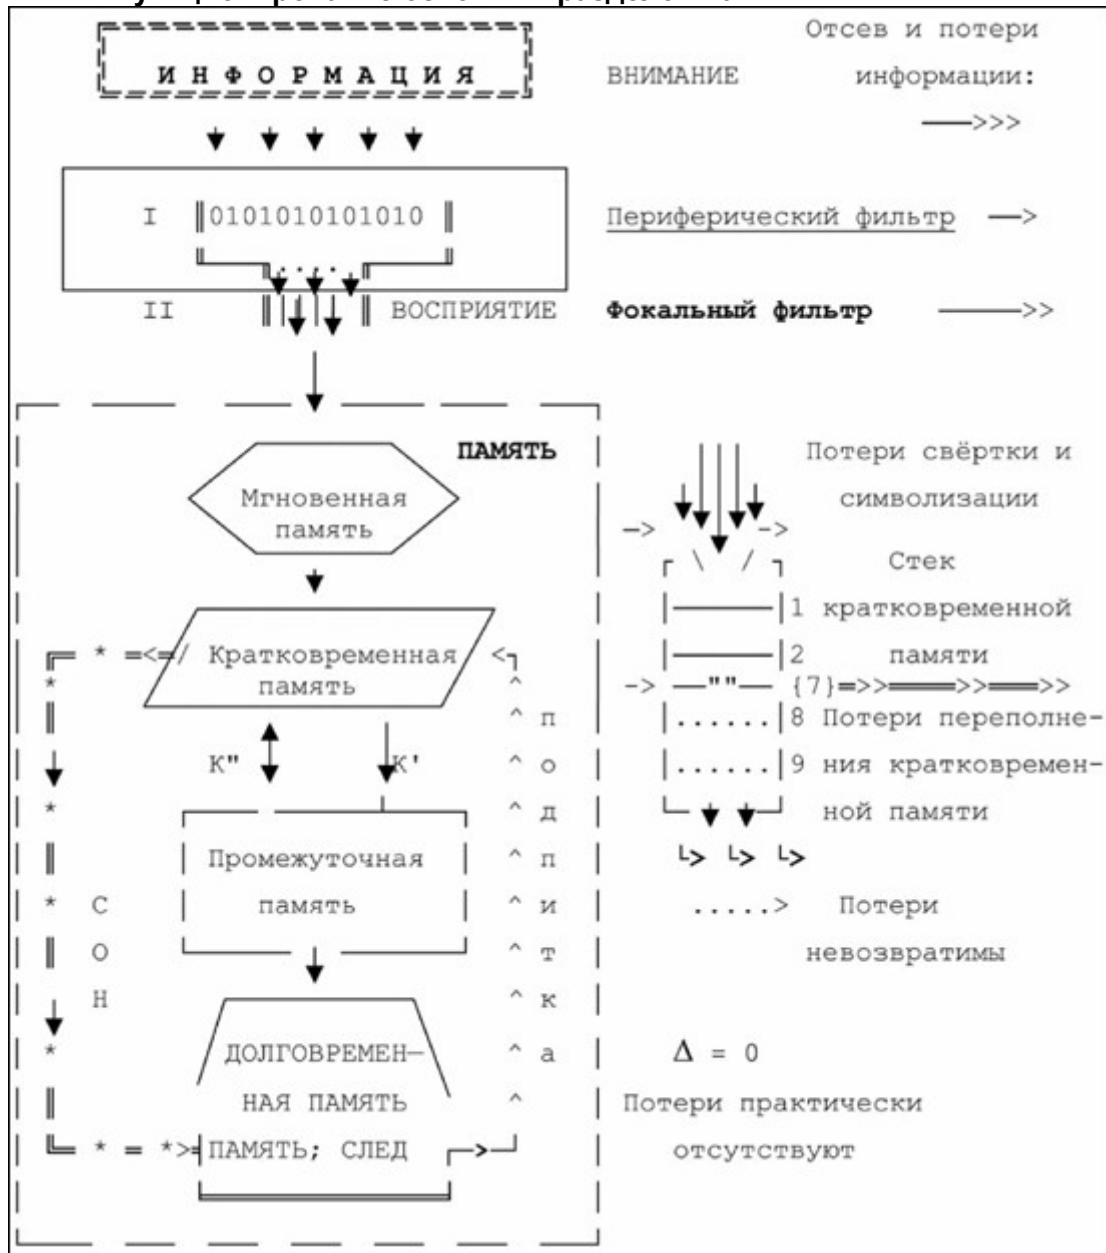 Отсев и потери
ИНФОРМАЦИЯ
ВНИМАНИЕ информации:
——>>>
I ||0101010101010 || Периферический фильтр —>
....
II ВОСПРИЯТИЕ Фокальный фильтр ——>>
ПАМЯТЬ Потери свёртки и
Мгновенная символизации
память —> ->
\ / Стек
1 кратковременной
* =<=/ Кратковременная <┐ 2 памяти
* память ^ -> —""— {7}=>>====>>==>>
^ п |......|8 Потери переполне-
К" К' ^ о |......|9 ния кратковремен-
* ^ д ной памяти
Промежуточная ^ п └> └> └>
* С память ^ и .....> Потери
О ^ т невозвратимы
Н ^ к
* ДОЛГОВРЕМЕН— ^ а Δ = 0
НАЯ ПАМЯТЬ ^ Потери практически
* = *>= ПАМЯТЬ; СЛЕД > отсутствуют